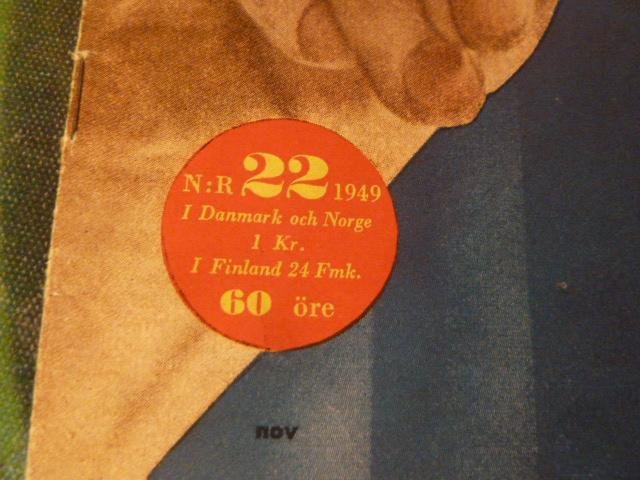 N:R 22 1949
I Danmark och Norge
1 Kr.
I Finland 24 Fmk.
60 öre
nov